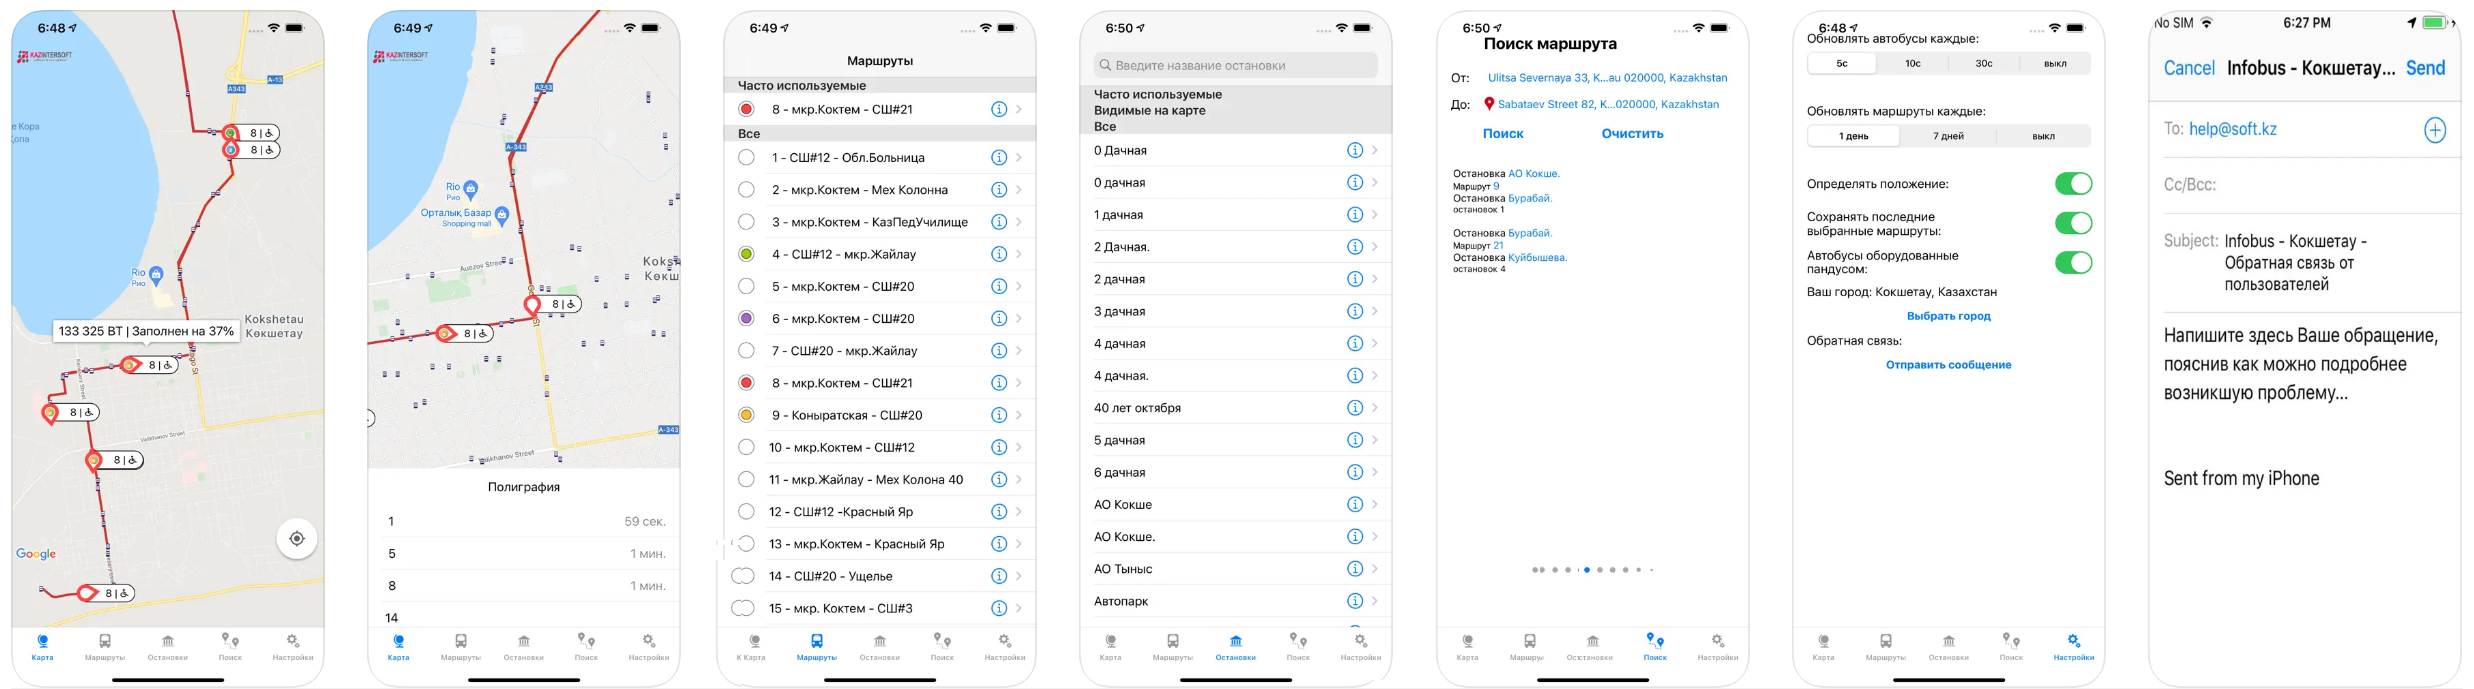 6:48
KAZINTERSOFT
A-13
A343
е Кора
8 |
8 |
Rio
Рио
Kokshetau
Көкшетау
133 325 BT | Заполнен на 37%
8 |
8 |
Valikhanov Street
8 |
Google
8 |
Карта
Маршруты
Остановки
Поиск
Настройки
6:49
KAZINTERSOFT
A343
A-343
Rio
Рио
Орталық Базар
Shopping mall
Auezov Street
Koks
Көкш
8 |
8 |
A-343
Valikhanov Street
Полиграфия
1
59 сек.
5
1 мин.
8
1 мин.
14
Карта
Маршруты
Остановки
Поиск
Настройки
6:49
Маршруты
Часто используемые
8 - мкр.Коктем - СШ#21
Все
1 - СШ#12 - Обл.Больница
2 - мкр.Коктем - Мех Колонна
3 - мкр.Коктем - КазПедУчилище
4 - СШ#12 - мкр.Жайлау
5 - мкр.Коктем - СШ#20
6 - мкр.Коктем - СШ#20
7 - СШ#20 - мкр.Жайлау
8 - мкр.Коктем - СШ#21
9 - Коныратская - СШ#20
10 - мкр.Коктем - СШ#12
11 - мкр.Жайлау - Мех Колона 40
12 - СШ#12 -Красный Яр
13 - мкр.Коктем - Красный Яр
14 - СШ#20 - Ущелье
15 - мкр. Коктем - СШ#3
К Карта
Маршруты
Остановки
Поиск
Настройки
6:50
Введите название остановки
Часто используемые
Видимые на карте
Все
0 Дачная
0 дачная
1 дачная
2 Дачная.
2 дачная
3 дачная
4 дачная
4 дачная.
40 лет октября
5 дачная
6 дачная
АО Кокше
АО Кокше.
АО Тыныс
Автопарк
Карта
Маршруты
Остановки
Поиск
Настройки
6:50
Поиск маршрута
От: Ulitsa Severnaya 33, K...au 020000, Kazakhstan
До: Sabataev Street 82, K...020000, Kazakhstan
Поиск
Очистить
Остановка АО Кокше.
Маршрут 9
Остановка Бурабай.
остановок 1
Остановка Бурабай.
Маршрут 21
Остановка Куйбышева.
остановок 4
Карта
Маршруы
Остановки
Поиск
Настройки
6:48
Обновлять автобусы каждые:
5с
10с
30с
выкл
Обновлять маршруты каждые:
1 день
7 дней
выкл
Определять положение:
Сохранять последние
выбранные маршруты:
Автобусы оборудованные
пандусом:
Ваш город: Кокшетау, Казахстан
Выбрать город
Обратная связь:
Отправить сообщение
Карта
Маршруты
Остановки
Поиск
Настройки
No SIM
6:27 PM
Cancel
Infobus - Кокшетау...
Send
To: help@soft.kz
Cc/Bcc:
Subject: Infobus - Кокшетау -
Обратная связь от
пользователей
Напишите здесь Ваше обращение,
пояснив как можно подробнее
возникшую проблему...
Sent from my iPhone